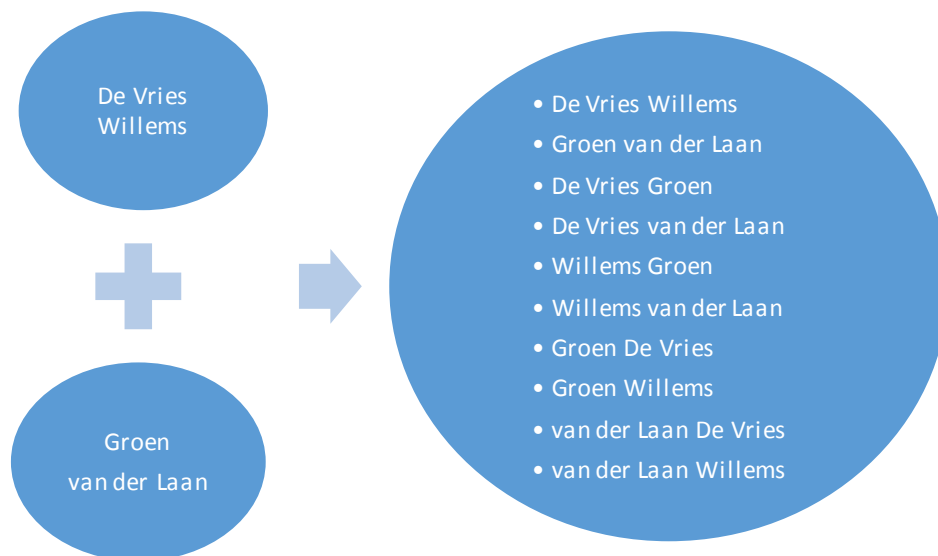 De Vries
Willems
Groen
van der Laan
• De Vries Willems
• Groen van der Laan
• De Vries Groen
• De Vries van der Laan
• Willems Groen
• Willems van der Laan
• Groen De Vries
• Groen Willems
• van der Laan De Vries
• van der Laan Willems